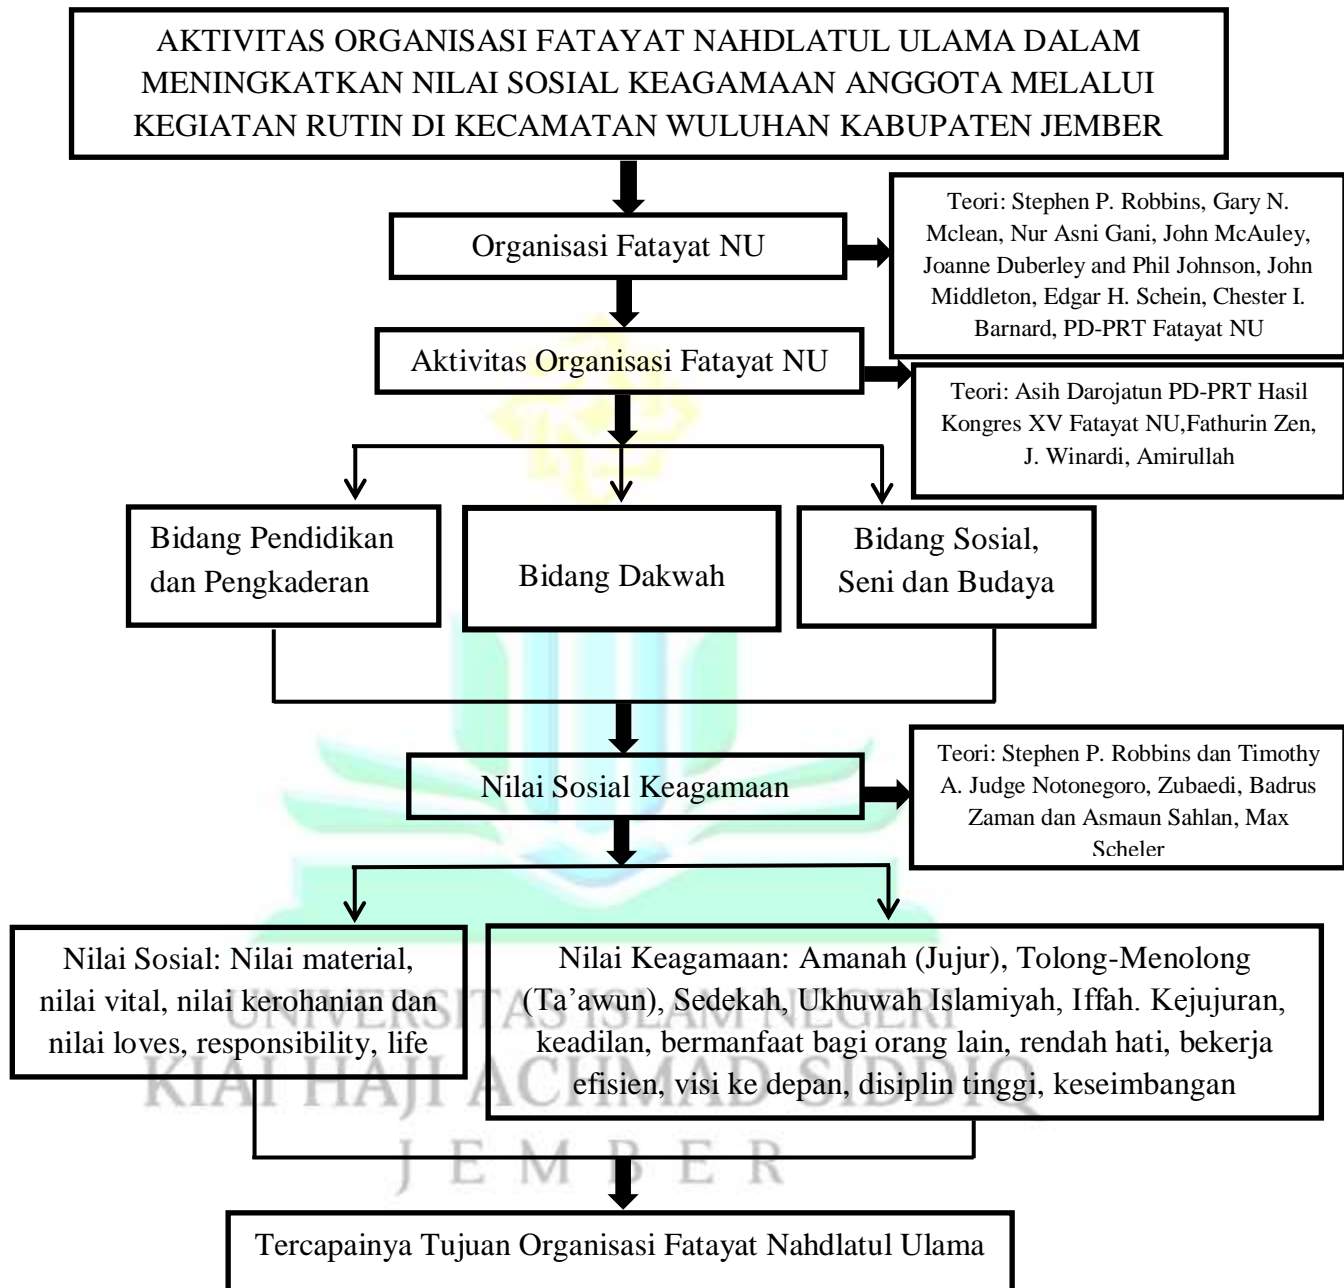 AKTIVITAS ORGANISASI FATAYAT NAHDLATUL ULAMA DALAM
MENINGKATKAN NILAI SOSIAL KEAGAMAAN ANGGOTA MELALUI
KEGIATAN RUTIN DI KECAMATAN WULUHAN KABUPATEN JEMBER
Organisasi Fatayat NU
Teori: Stephen P. Robbins, Gary N.
Mclean, Nur Asni Gani, John McAuley,
Joanne Duberley and Phil Johnson, John
Middleton, Edgar H. Schein, Chester I.
Barnard, PD-PRT Fatayat NU
Aktivitas Organisasi Fatayat NU
Teori: Asih Darojatun PD-PRT Hasil
Kongres XV Fatayat NU,Fathurin Zen,
J. Winardi, Amirullah
Bidang Pendidikan
dan Pengkaderan
Bidang Dakwah
Bidang Sosial,
Seni dan Budaya
Nilai Sosial Keagamaan
Teori: Stephen P. Robbins dan Timothy
A. Judge Notonegoro, Zubaedi, Badrus
Zaman dan Asmaun Sahlan, Max
Scheler
Nilai Sosial: Nilai material,
nilai vital, nilai kerohanian dan
nilai loves, responsibility, life
Nilai Keagamaan: Amanah (Jujur), Tolong-Menolong
(Ta’awun), Sedekah, Ukhuwah Islamiyah, Iffah. Kejujuran,
keadilan, bermanfaat bagi orang lain, rendah hati, bekerja
efisien, visi ke depan, disiplin tinggi, keseimbangan
UNIVERSITAS ISLAM NEGERI
KIAI HAJI ACHMAD SIDDIQ
JEMBER
Tercapainya Tujuan Organisasi Fatayat Nahdlatul Ulama